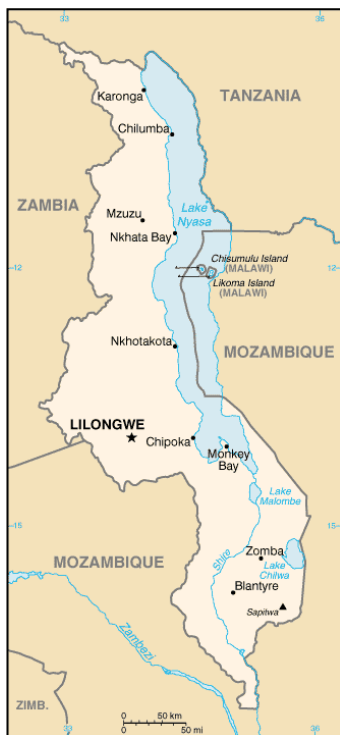 33
36
Karonga
TANZANIA
Chilumba
ZAMBIA
Mzuzu
Lake
Nyasa
Nkhata Bay
Chisumulu Island
(MALAWI)
12
12
Likoma Island
(MALAWI)
Nkhotakota
MOZAMBIQUE
LILONGWE
Chipoka
Monkey
Bay
Lake
Malombe
15
15
Zomba
Shire
Lake
Chilwa
MOZAMBIQUE
Blantyre
Sapitwa
Zambezi
ZIMB.
0
50 km
0
50 mi
33
36